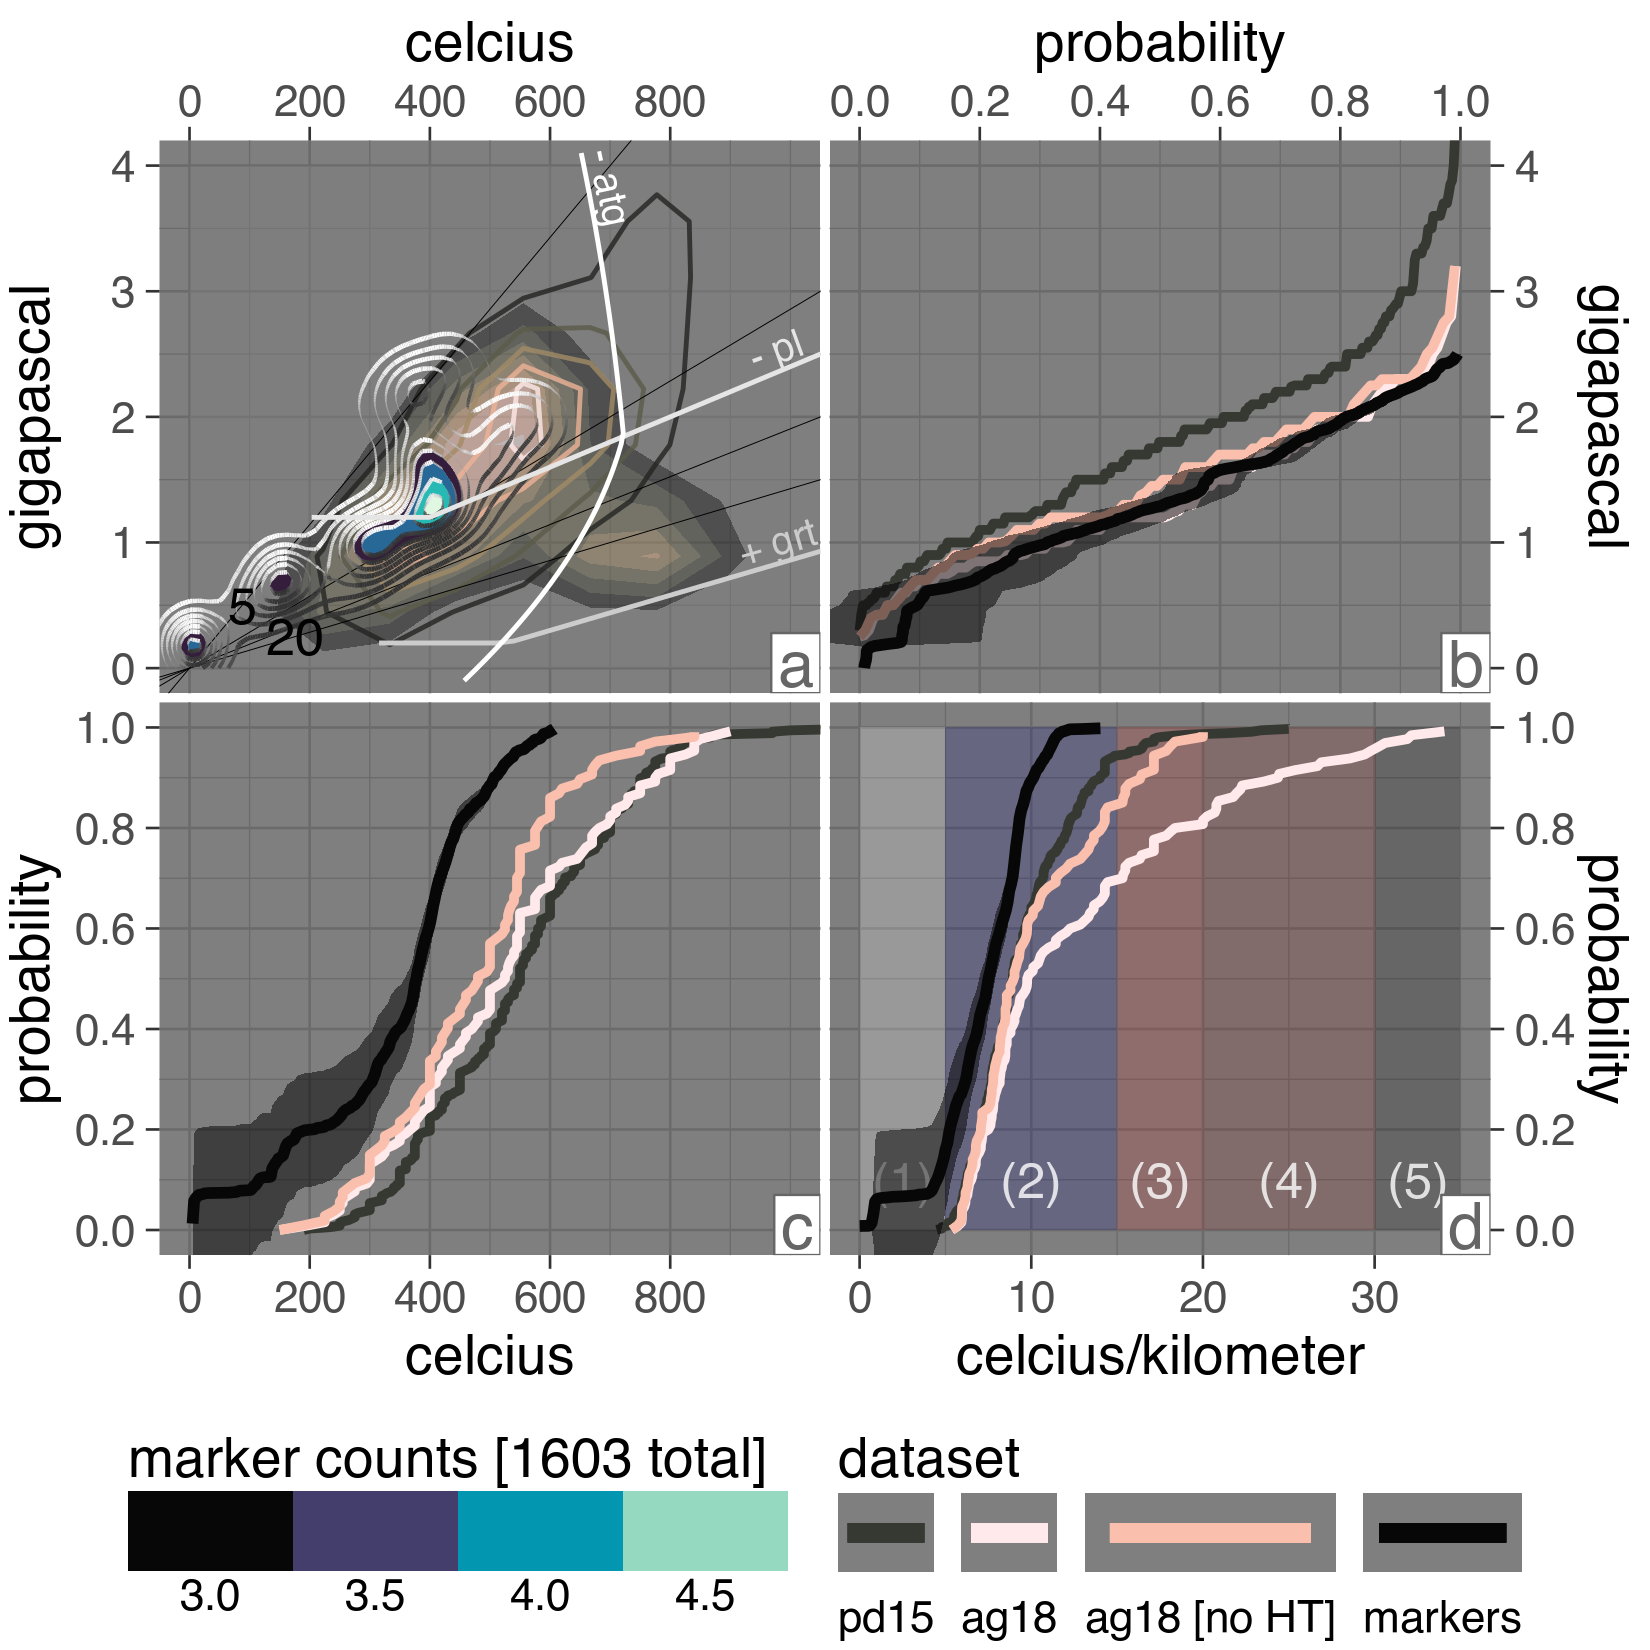 celcius
probability
0 200 400 600 800
0.0 0.2 0.4 0.6 0.8 1.0
gigapascal
4
3
2
1
0
- atg
- pl
+ grt
5
20
a
b
4
3
2
1
0
gigapascal
probability
1.0
0.8
0.6
0.4
0.2
0.0
c
(1) (2) (3) (4) (5)
d
1.0
0.8
0.6
0.4
0.2
0.0
probability
0 200 400 600 800
0 10 20 30
celcius
celcius/kilometer
marker counts [1603 total]
3.0 3.5 4.0 4.5
dataset
pd15 ag18 ag18 [no HT] markers